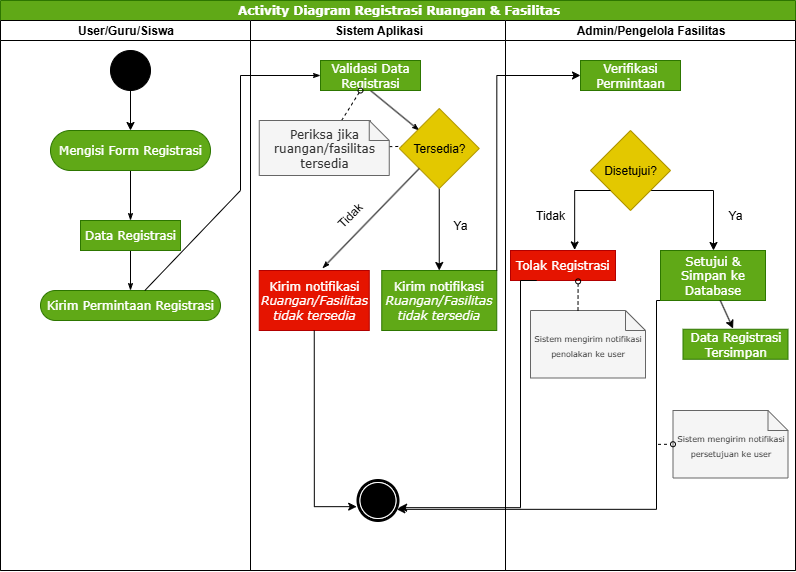 Activity Diagram Registrasi Ruangan & Fasilitas
User/Guru/Siswa
Sistem Aplikasi
Admin/Pengelola Fasilitas
Mengisi Form Registrasi
Data Registrasi
Kirim Permintaan Registrasi
Validasi Data
Registrasi
Periksa jika
ruangan/fasilitas
tersedia
Tersedia?
Tidak
Ya
Kirim notifikasi
Ruangan/Fasilitas
tidak tersedia
Kirim notifikasi
Ruangan/Fasilitas
tidak tersedia
Verifikasi
Permintaan
Disetujui?
Tidak
Ya
Tolak Registrasi
Setujui &
Simpan ke
Database
Sistem mengirim notifikasi
penolakan ke user
Data Registrasi
Tersimpan
Sistem mengirim notifikasi
persetujuan ke user